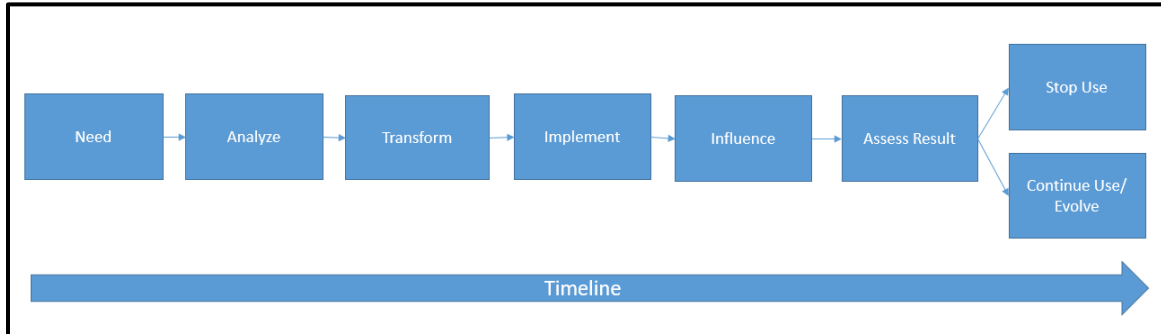 Need
Analyze
Transform
Implement
Influence
Assess Result
Stop Use
Continue Use/
Evolve
Timeline